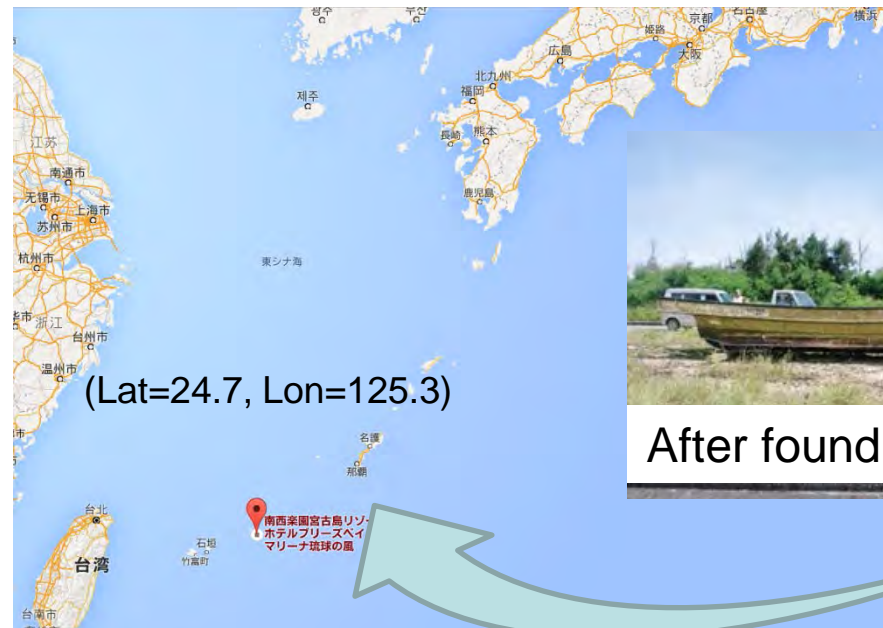 광주
제주
京都
姫路
大阪
横浜
広島
北九州
福岡
長崎
熊本
鹿児島
江苏
南通市
无锡市
上海市
苏州市
杭州市
浙江
台州市
温州市
東シナ海
(Lat=24.7, Lon=125.3)
名護
那覇
After found
南西楽園宮古島リゾー
ホテルブリーズベイ
マリーナ琉球の風
石垣
竹富町
台北
台湾
台南市